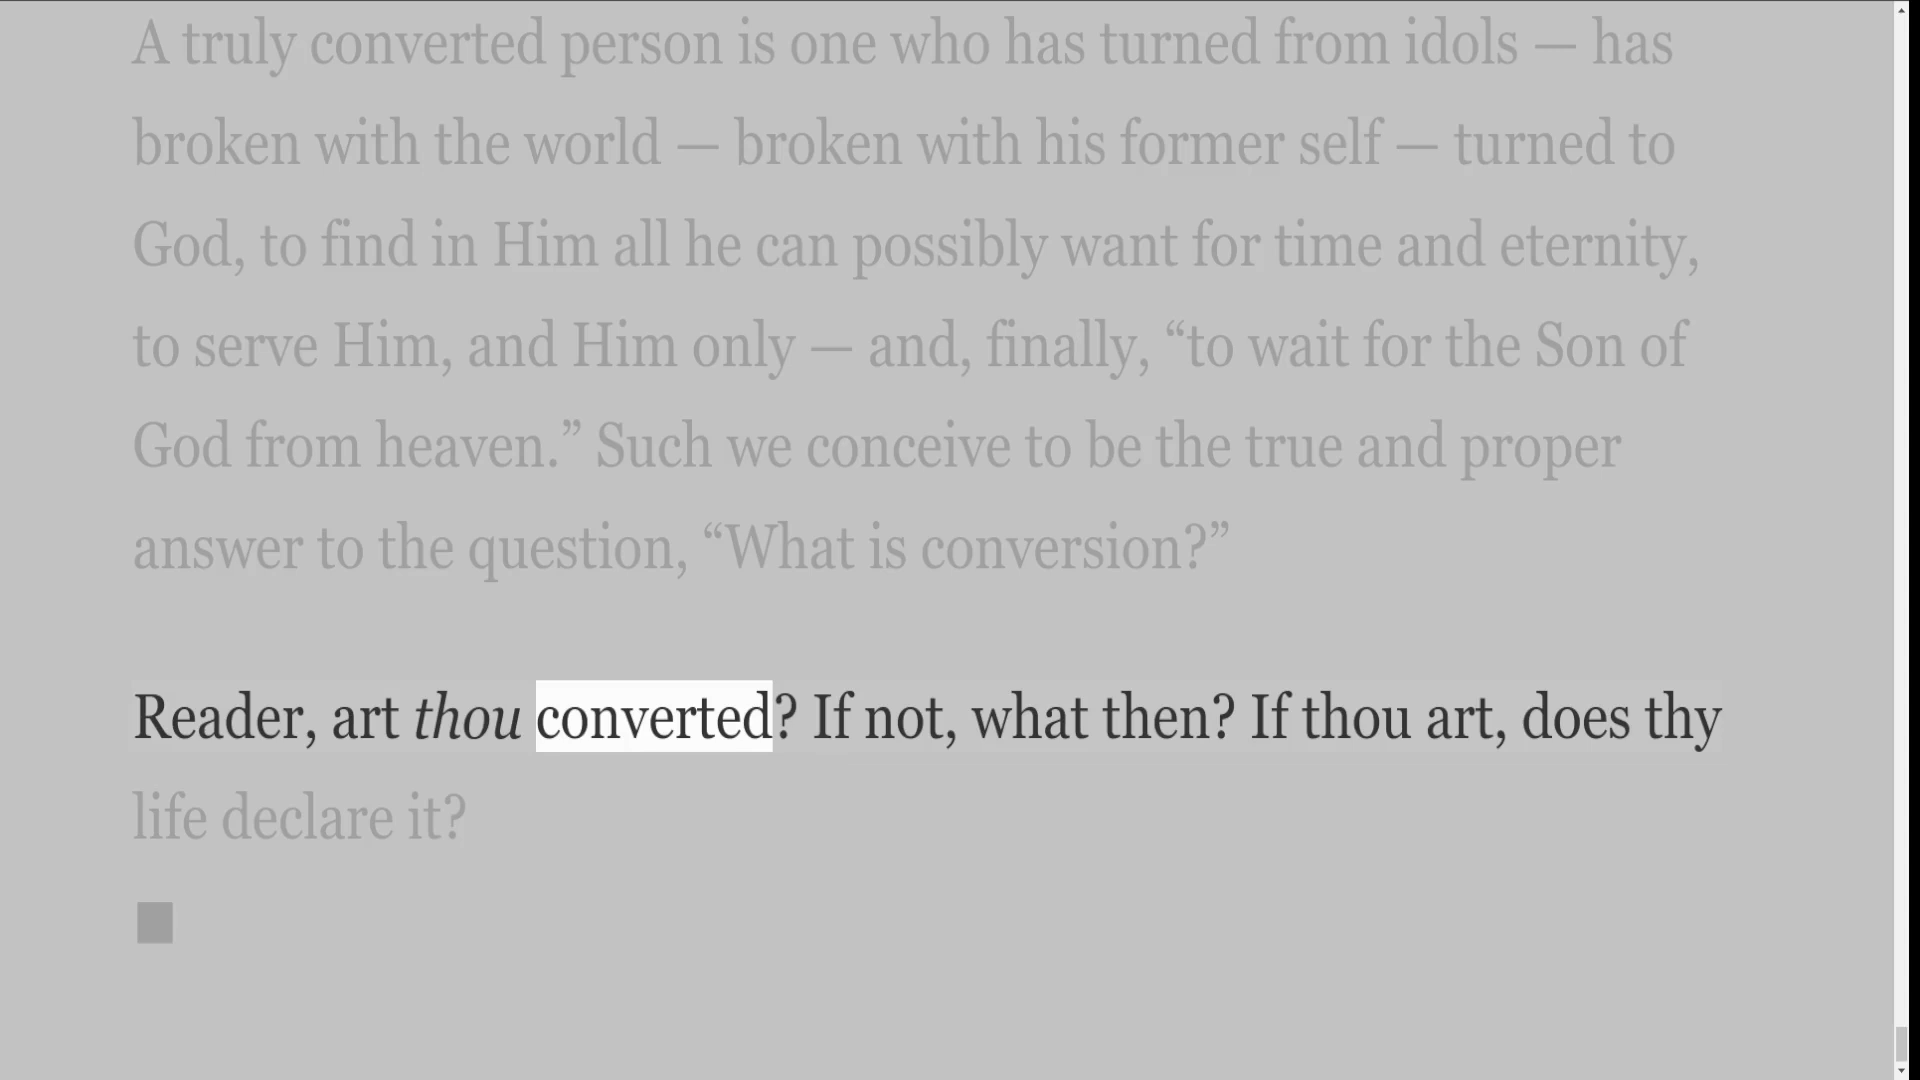 A truly converted person is one who has turned from idols — has
broken with the world — broken with his former self — turned to
God, to find in Him all he can possibly want for time and eternity,
to serve Him, and Him only — and, finally, “to wait for the Son of
God from heaven.” Such we conceive to be the true and proper
answer to the question, “What is conversion?”
Reader, art thou converted? If not, what then? If thou art, does thy
life declare it?